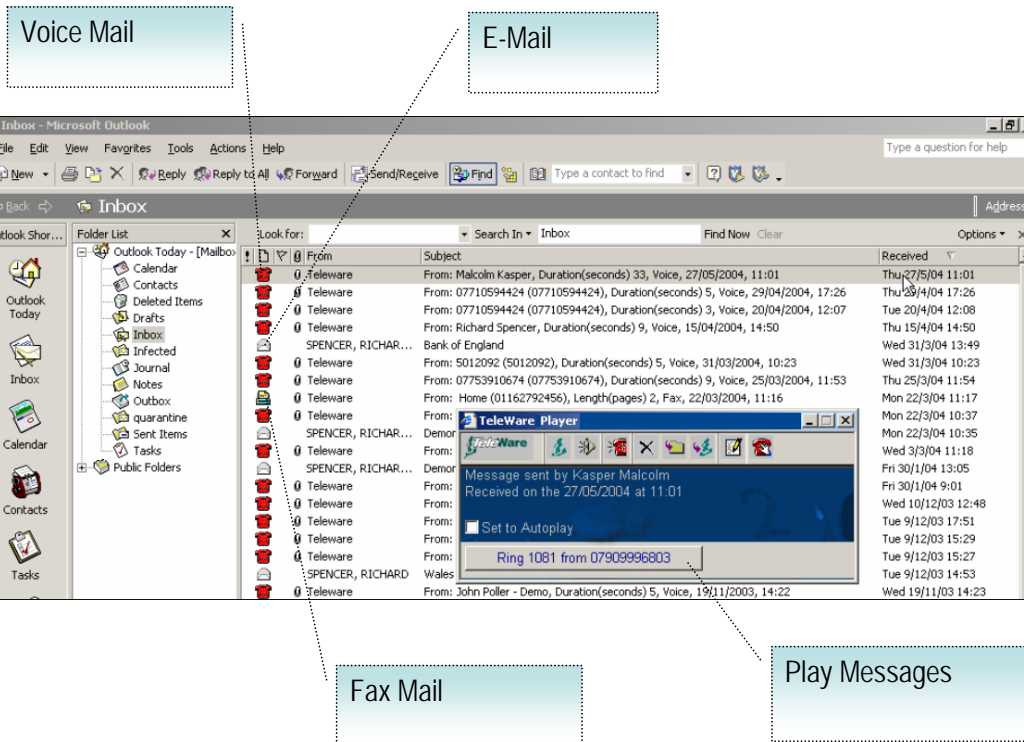 Voice Mail
E-Mail
Inbox - Microsoft Outlook
File Edit View Favorites Tools Actions Help
Type a question for help
New Reply Reply to All Forward Send/Receive Find Type a contact to find
Back Inbox
Address
Outlook Shor...
Folder List
Look for:
Search In Inbox
Find Now Clear
Options
Outlook Today
Inbox
Calendar
Contacts
Tasks
Outlook Today - [Mailbox
Calendar
Contacts
Deleted Items
Drafts
Inbox
Infected
Journal
Notes
Outbox
quarantine
Sent Items
Tasks
Public Folders
! From Subject Received
Teleware From: Malcolm Kasper, Duration(seconds) 33, Voice, 27/05/2004, 11:01 Thu 27/5/04 11:01
Teleware From: 07710594424 (07710594424), Duration(seconds) 5, Voice, 29/04/2004, 17:26 Thu 29/4/04 17:26
Teleware From: 07710594424 (07710594424), Duration(seconds) 3, Voice, 20/04/2004, 12:07 Tue 20/4/04 12:08
Teleware From: Richard Spencer, Duration(seconds) 9, Voice, 15/04/2004, 14:50 Thu 15/4/04 14:50
SPENCER, RICHAR... Bank of England Wed 31/3/04 13:49
Teleware From: 5012092 (5012092), Duration(seconds) 5, Voice, 31/03/2004, 10:23 Wed 31/3/04 10:23
Teleware From: 07753910674 (07753910674), Duration(seconds) 9, Voice, 25/03/2004, 11:53 Thu 25/3/04 11:54
Teleware From: Home (01162792456), Length(pages) 2, Fax, 22/03/2004, 11:16 Mon 22/3/04 11:17
Teleware From: Mon 22/3/04 10:37
SPENCER, RICHAR... Demor Mon 22/3/04 10:35
Teleware From: Wed 3/3/04 11:18
SPENCER, RICHAR... Demor Fri 30/1/04 13:05
Teleware From: Fri 30/1/04 9:01
Teleware From: Wed 10/12/03 12:48
Teleware From: Tue 9/12/03 17:51
Teleware From: Tue 9/12/03 15:29
Teleware From: Tue 9/12/03 15:27
SPENCER, RICHARD Wales Tue 9/12/03 14:53
Teleware From: John Poller - Demo, Duration(seconds) 5, Voice, 19/11/2003, 14:22 Wed 19/11/03 14:23
TeleWare Player
TeleWare
Message sent by Kasper Malcolm
Received on the 27/05/2004 at 11:01
Set to Autoplay
Ring 1081 from 07909996803
Fax Mail
Play Messages